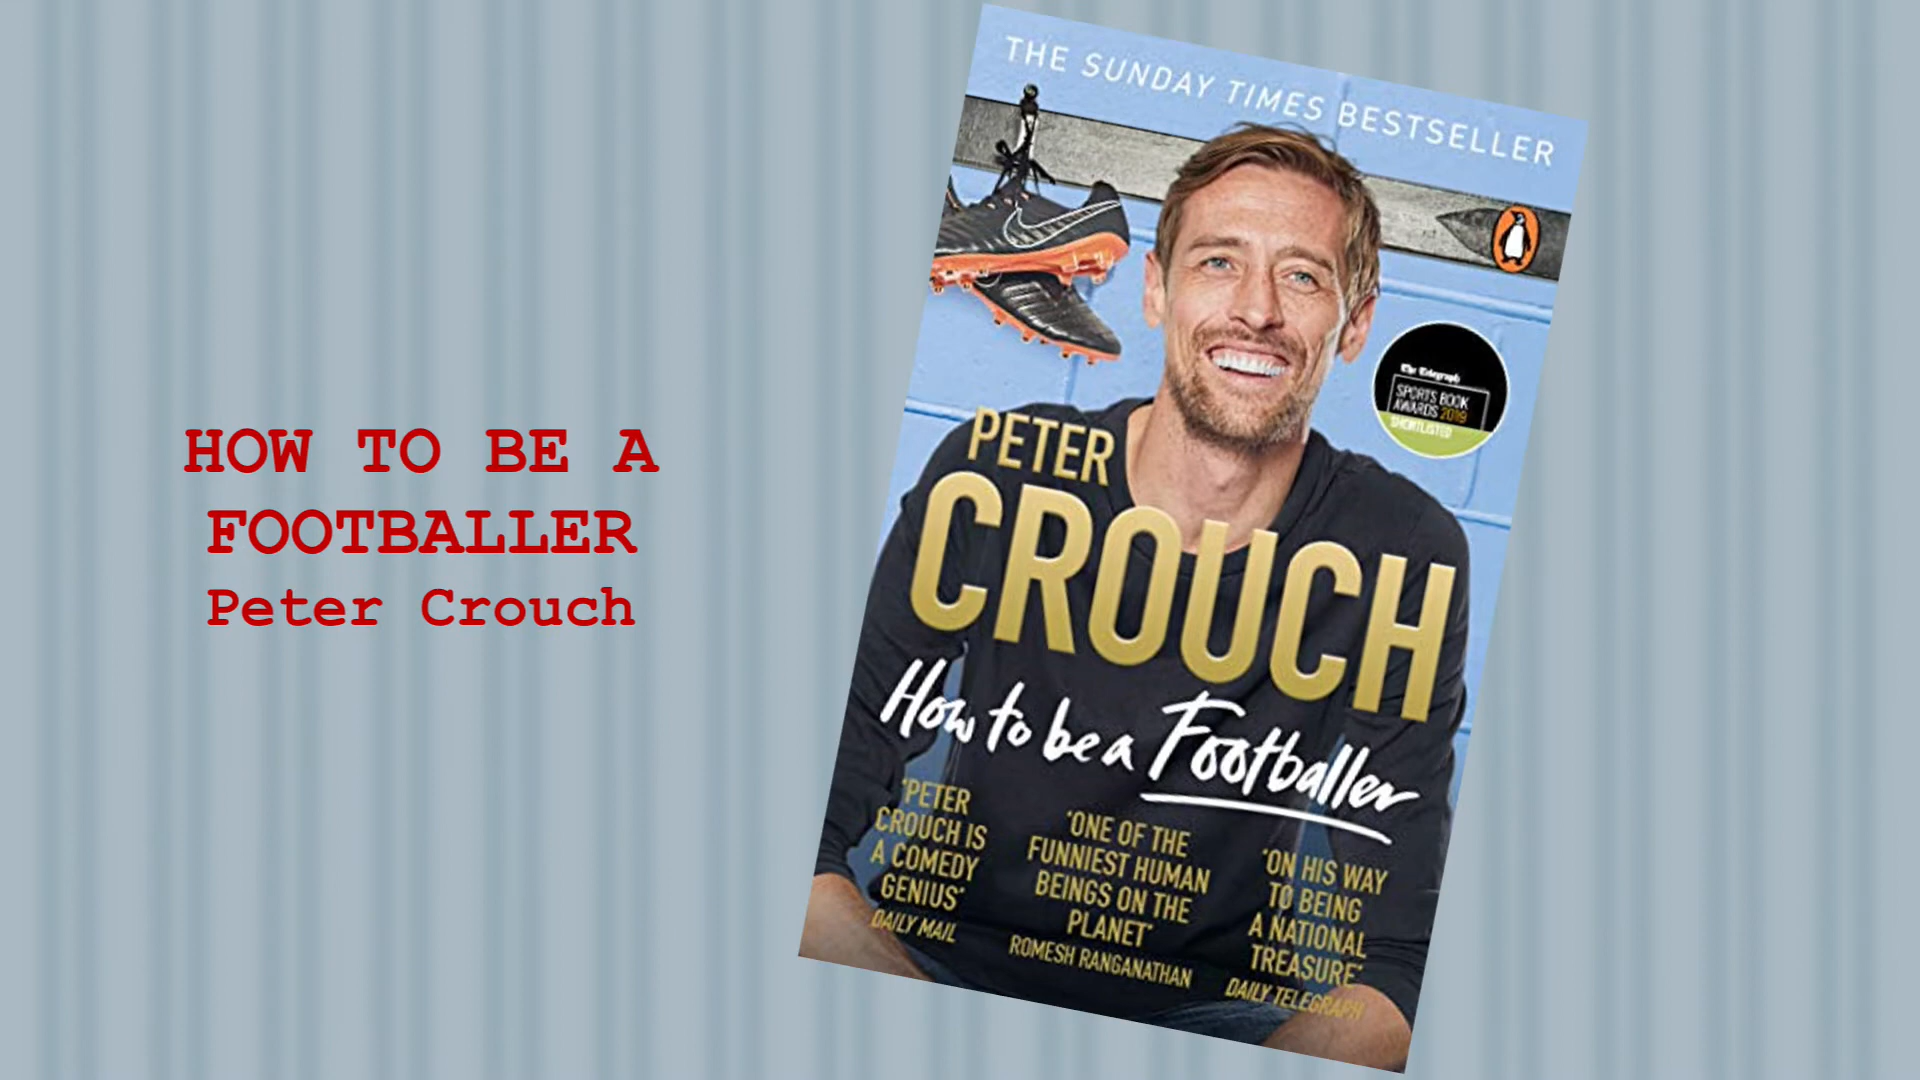 HOW TO BE A
FOOTBALLER
Peter Crouch
THE SUNDAY TIMES BESTSELLER
The Telegraph
SPORTS BOOK
AWARDS 2019
SHORTLISTED
PETER
CROUCH
How to be a Footballer
'PETER
CROUCH IS
A COMEDY
GENIUS'
DAILY MAIL
'ONE OF THE
FUNNIEST HUMAN
BEINGS ON THE
PLANET'
ROMESH RANGANATHAN
'ON HIS WAY
TO BEING
A NATIONAL
TREASURE'
DAILY TELEGRAPH